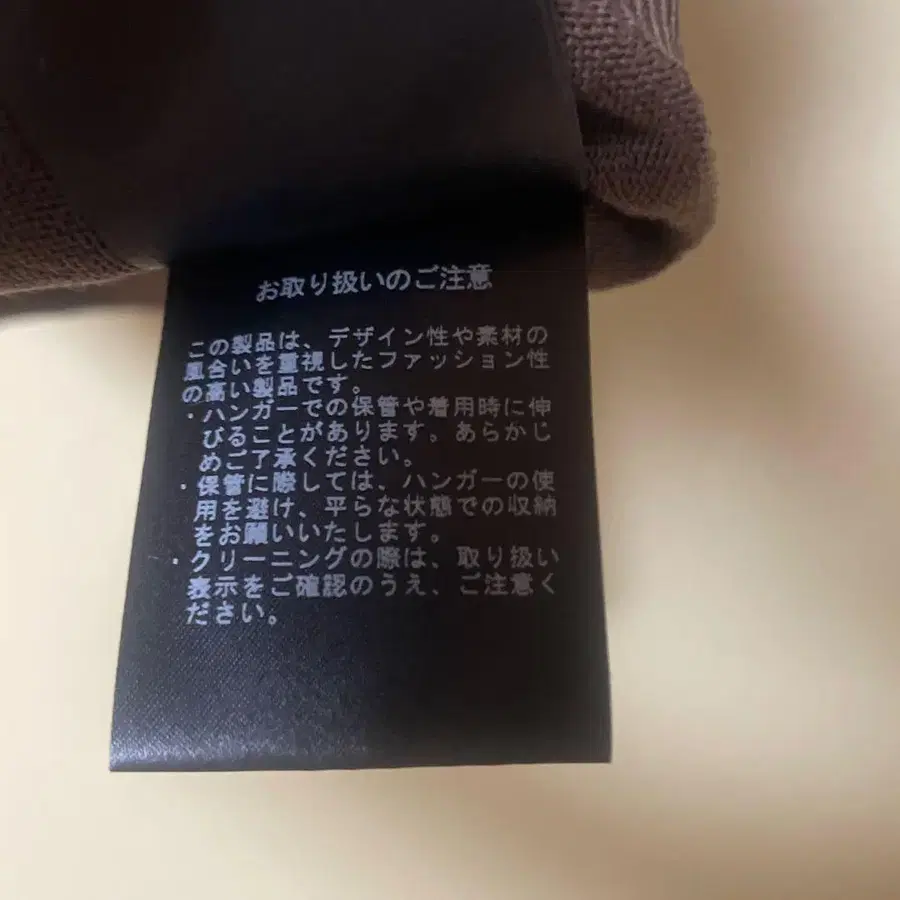 お取り扱いのご注意
この製品は、デザイン性や素材の
風合いを重視したファッション性
の高い製品です。
・ハンガーでの保管や着用時に伸
びることがあります。あらかじ
めご了承ください。
・保管に際しては、ハンガーの使
用を避け、平らな状態での収納
をお願いいたします。
・クリーニングの際は、取り扱い
表示をご確認のうえ、ご注意く
ださい。